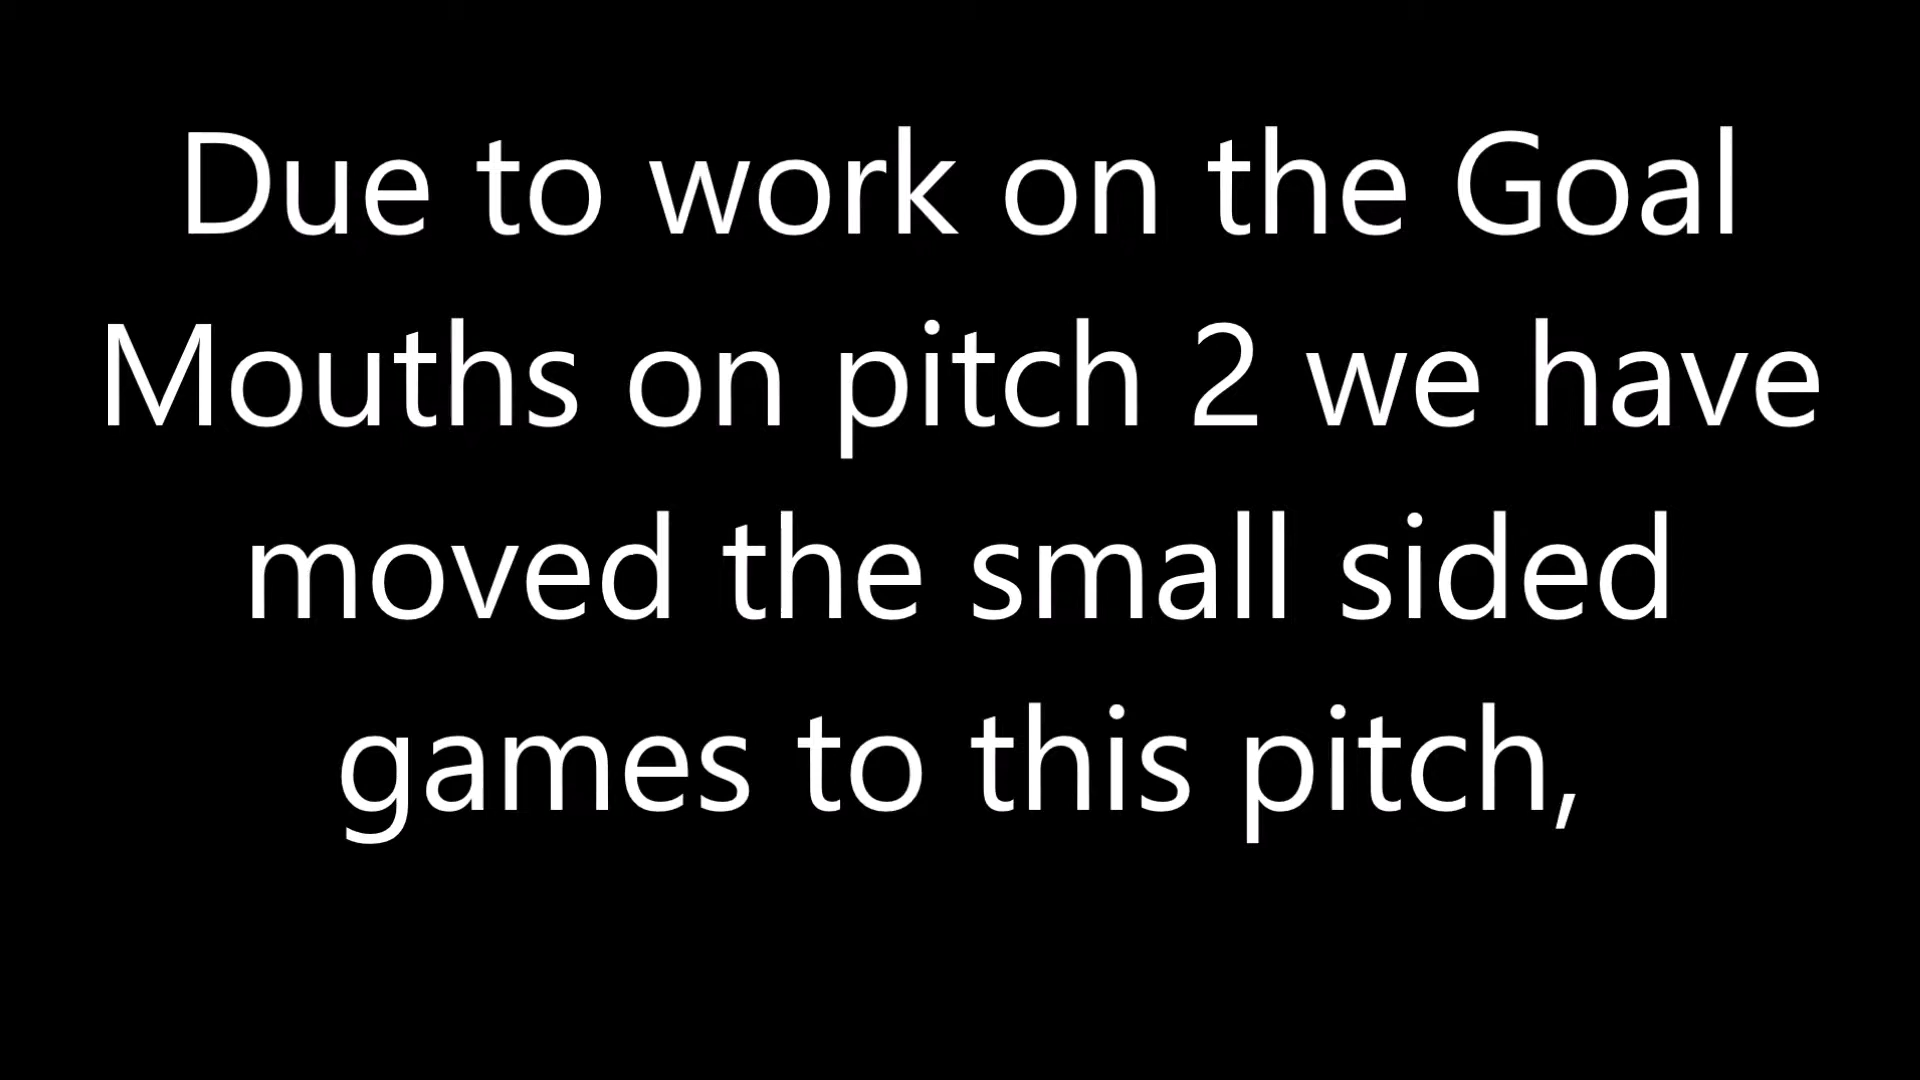 Due to work on the Goal
Mouths on pitch 2 we have
moved the small sided
games to this pitch,